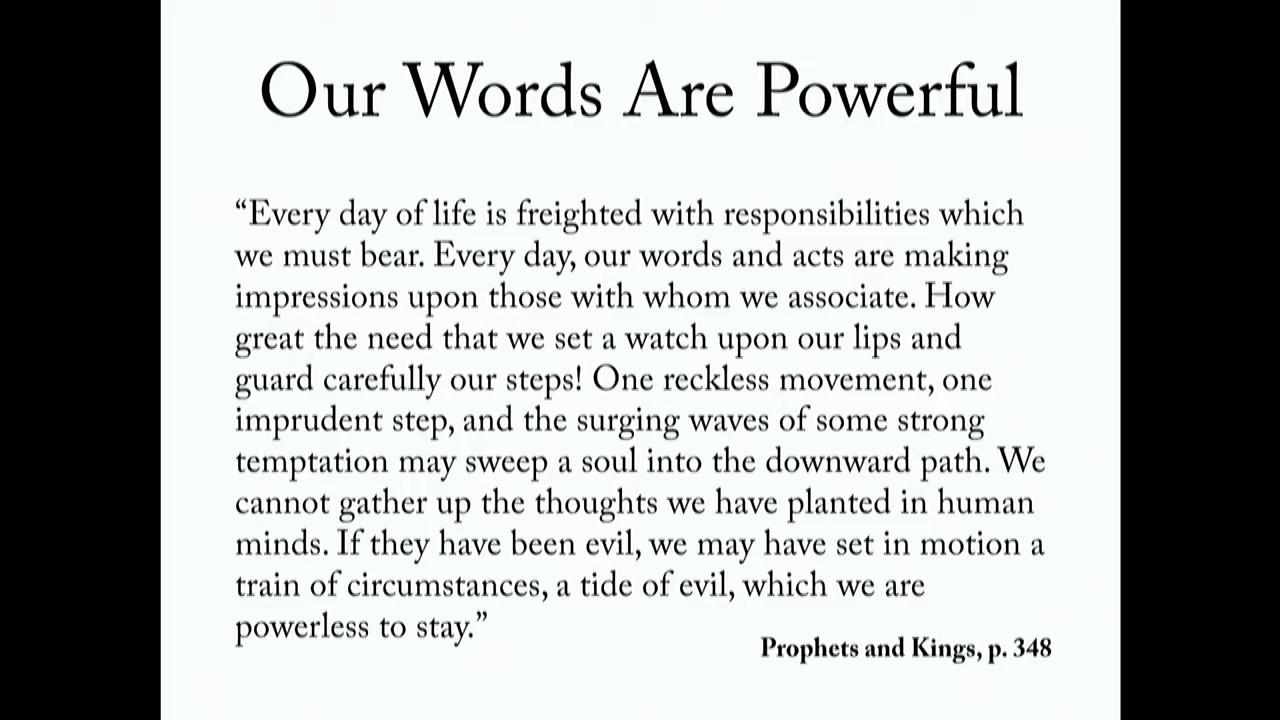 Our Words Are Powerful
“Every day of life is freighted with responsibilities which
we must bear. Every day, our words and acts are making
impressions upon those with whom we associate. How
great the need that we set a watch upon our lips and
guard carefully our steps! One reckless movement, one
imprudent step, and the surging waves of some strong
temptation may sweep a soul into the downward path. We
cannot gather up the thoughts we have planted in human
minds. If they have been evil, we may have set in motion a
train of circumstances, a tide of evil, which we are
powerless to stay.”
Prophets and Kings, p. 348